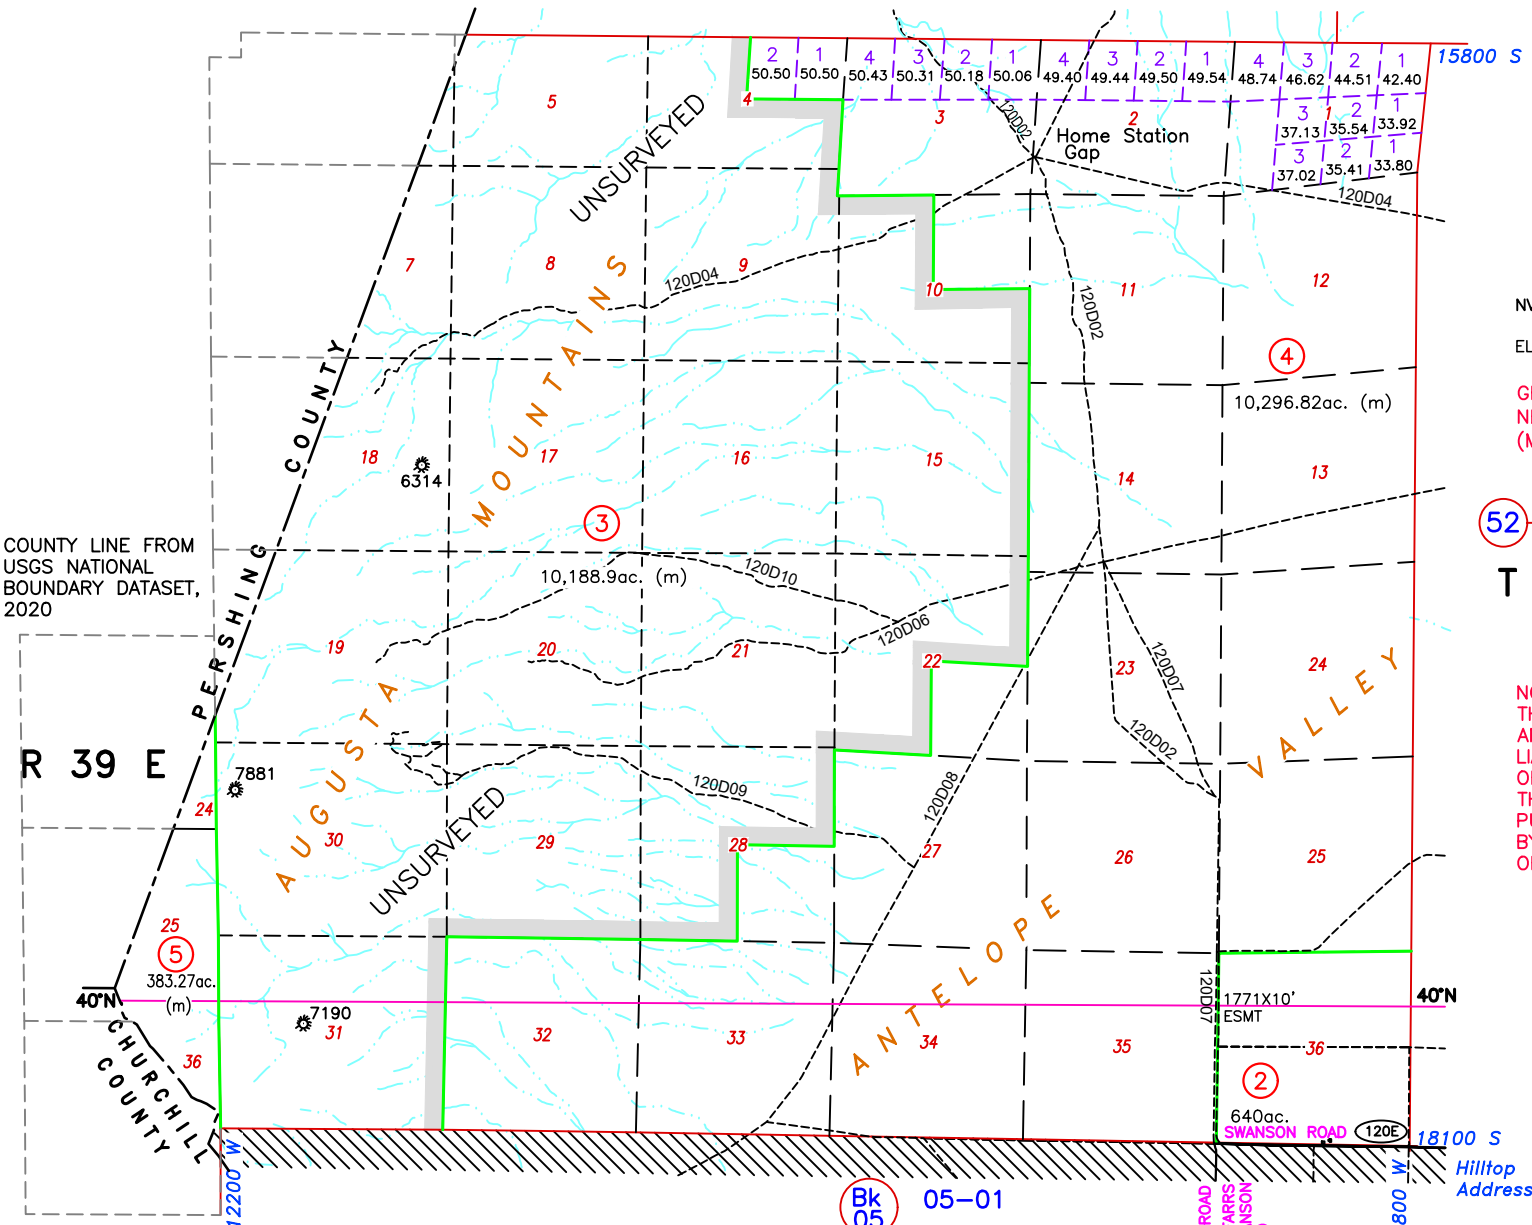 15800 S
2 1 4 3 2 1 4 3 2 1 4 3 2 1
50.50 50.50 50.43 50.31 50.18 50.06 49.40 49.44 49.50 49.54 48.74 46.62 44.51 42.40
5
4
3
2
1
3 2 1
37.13 35.54 33.92
3 2 1
37.02 35.41 33.80
UNSURVEYED
120D02
Home Station
Gap
120D04
7
8
9
10
11
12
120D04
120D02
MOUNTAINS
4
10,296.82ac. (m)
PERSHING COUNTY
18
6314
17
16
15
14
13
3
10,188.9ac. (m)
52
T
COUNTY LINE FROM
USGS NATIONAL
BOUNDARY DATASET,
2020
120D10
120D06
19
20
21
22
23
24
120D07
120D02
VALLEY
R 39 E
7881
24
AUGUSTA
30
UNSURVEYED
29
120D09
28
120D08
27
26
25
25
5
383.27ac.
(m)
40°N
ANTELOPE
120D07
1771X10'
ESMT
40°N
7190
31
32
33
34
35
36
36
CHURCHILL
COUNTY
2
640ac.
SWANSON ROAD
120E
18100 S
Hilltop
Address
12200 W
Bk
05
05-01
ROAD
800 W